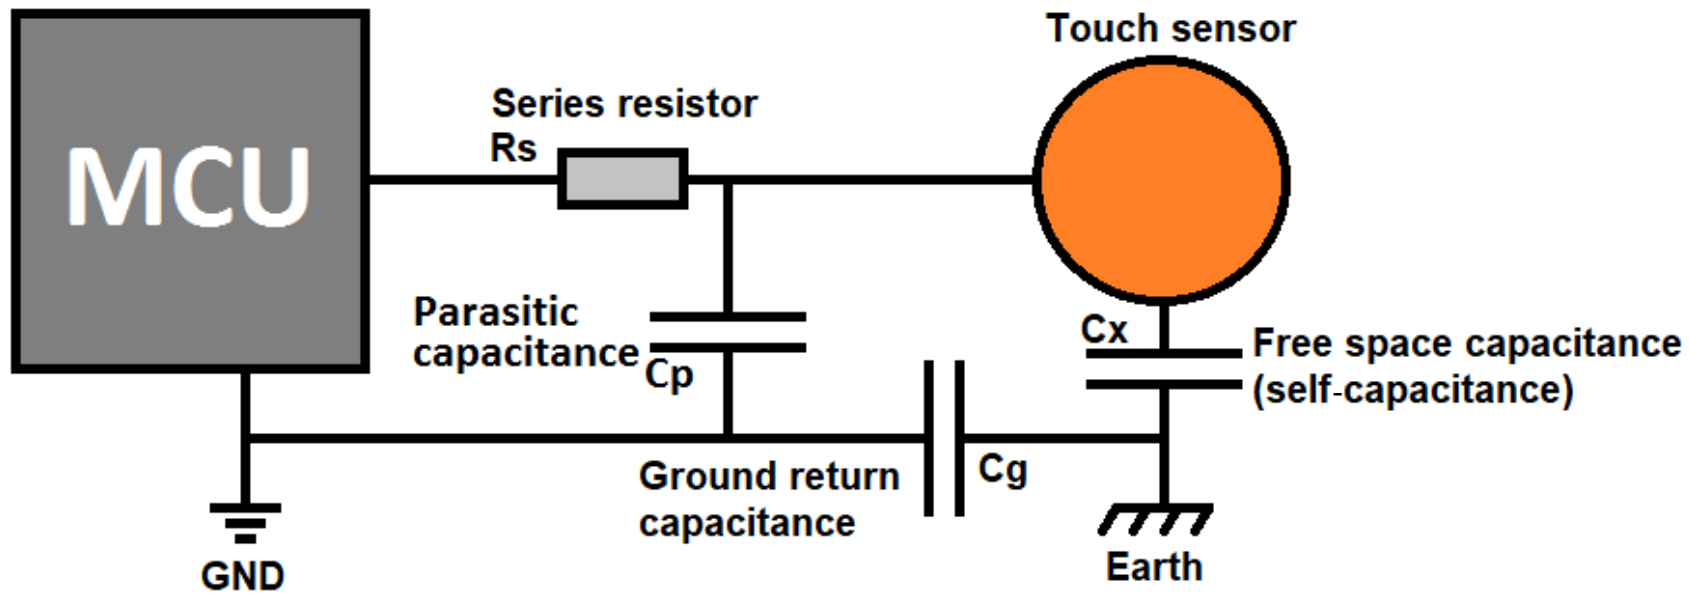 Touch sensor
MCU
Series resistor
Rs
Parasitic
capacitance
Cp
Cx
Free space capacitance
(self-capacitance)
Ground return
capacitance
Cg
GND
Earth